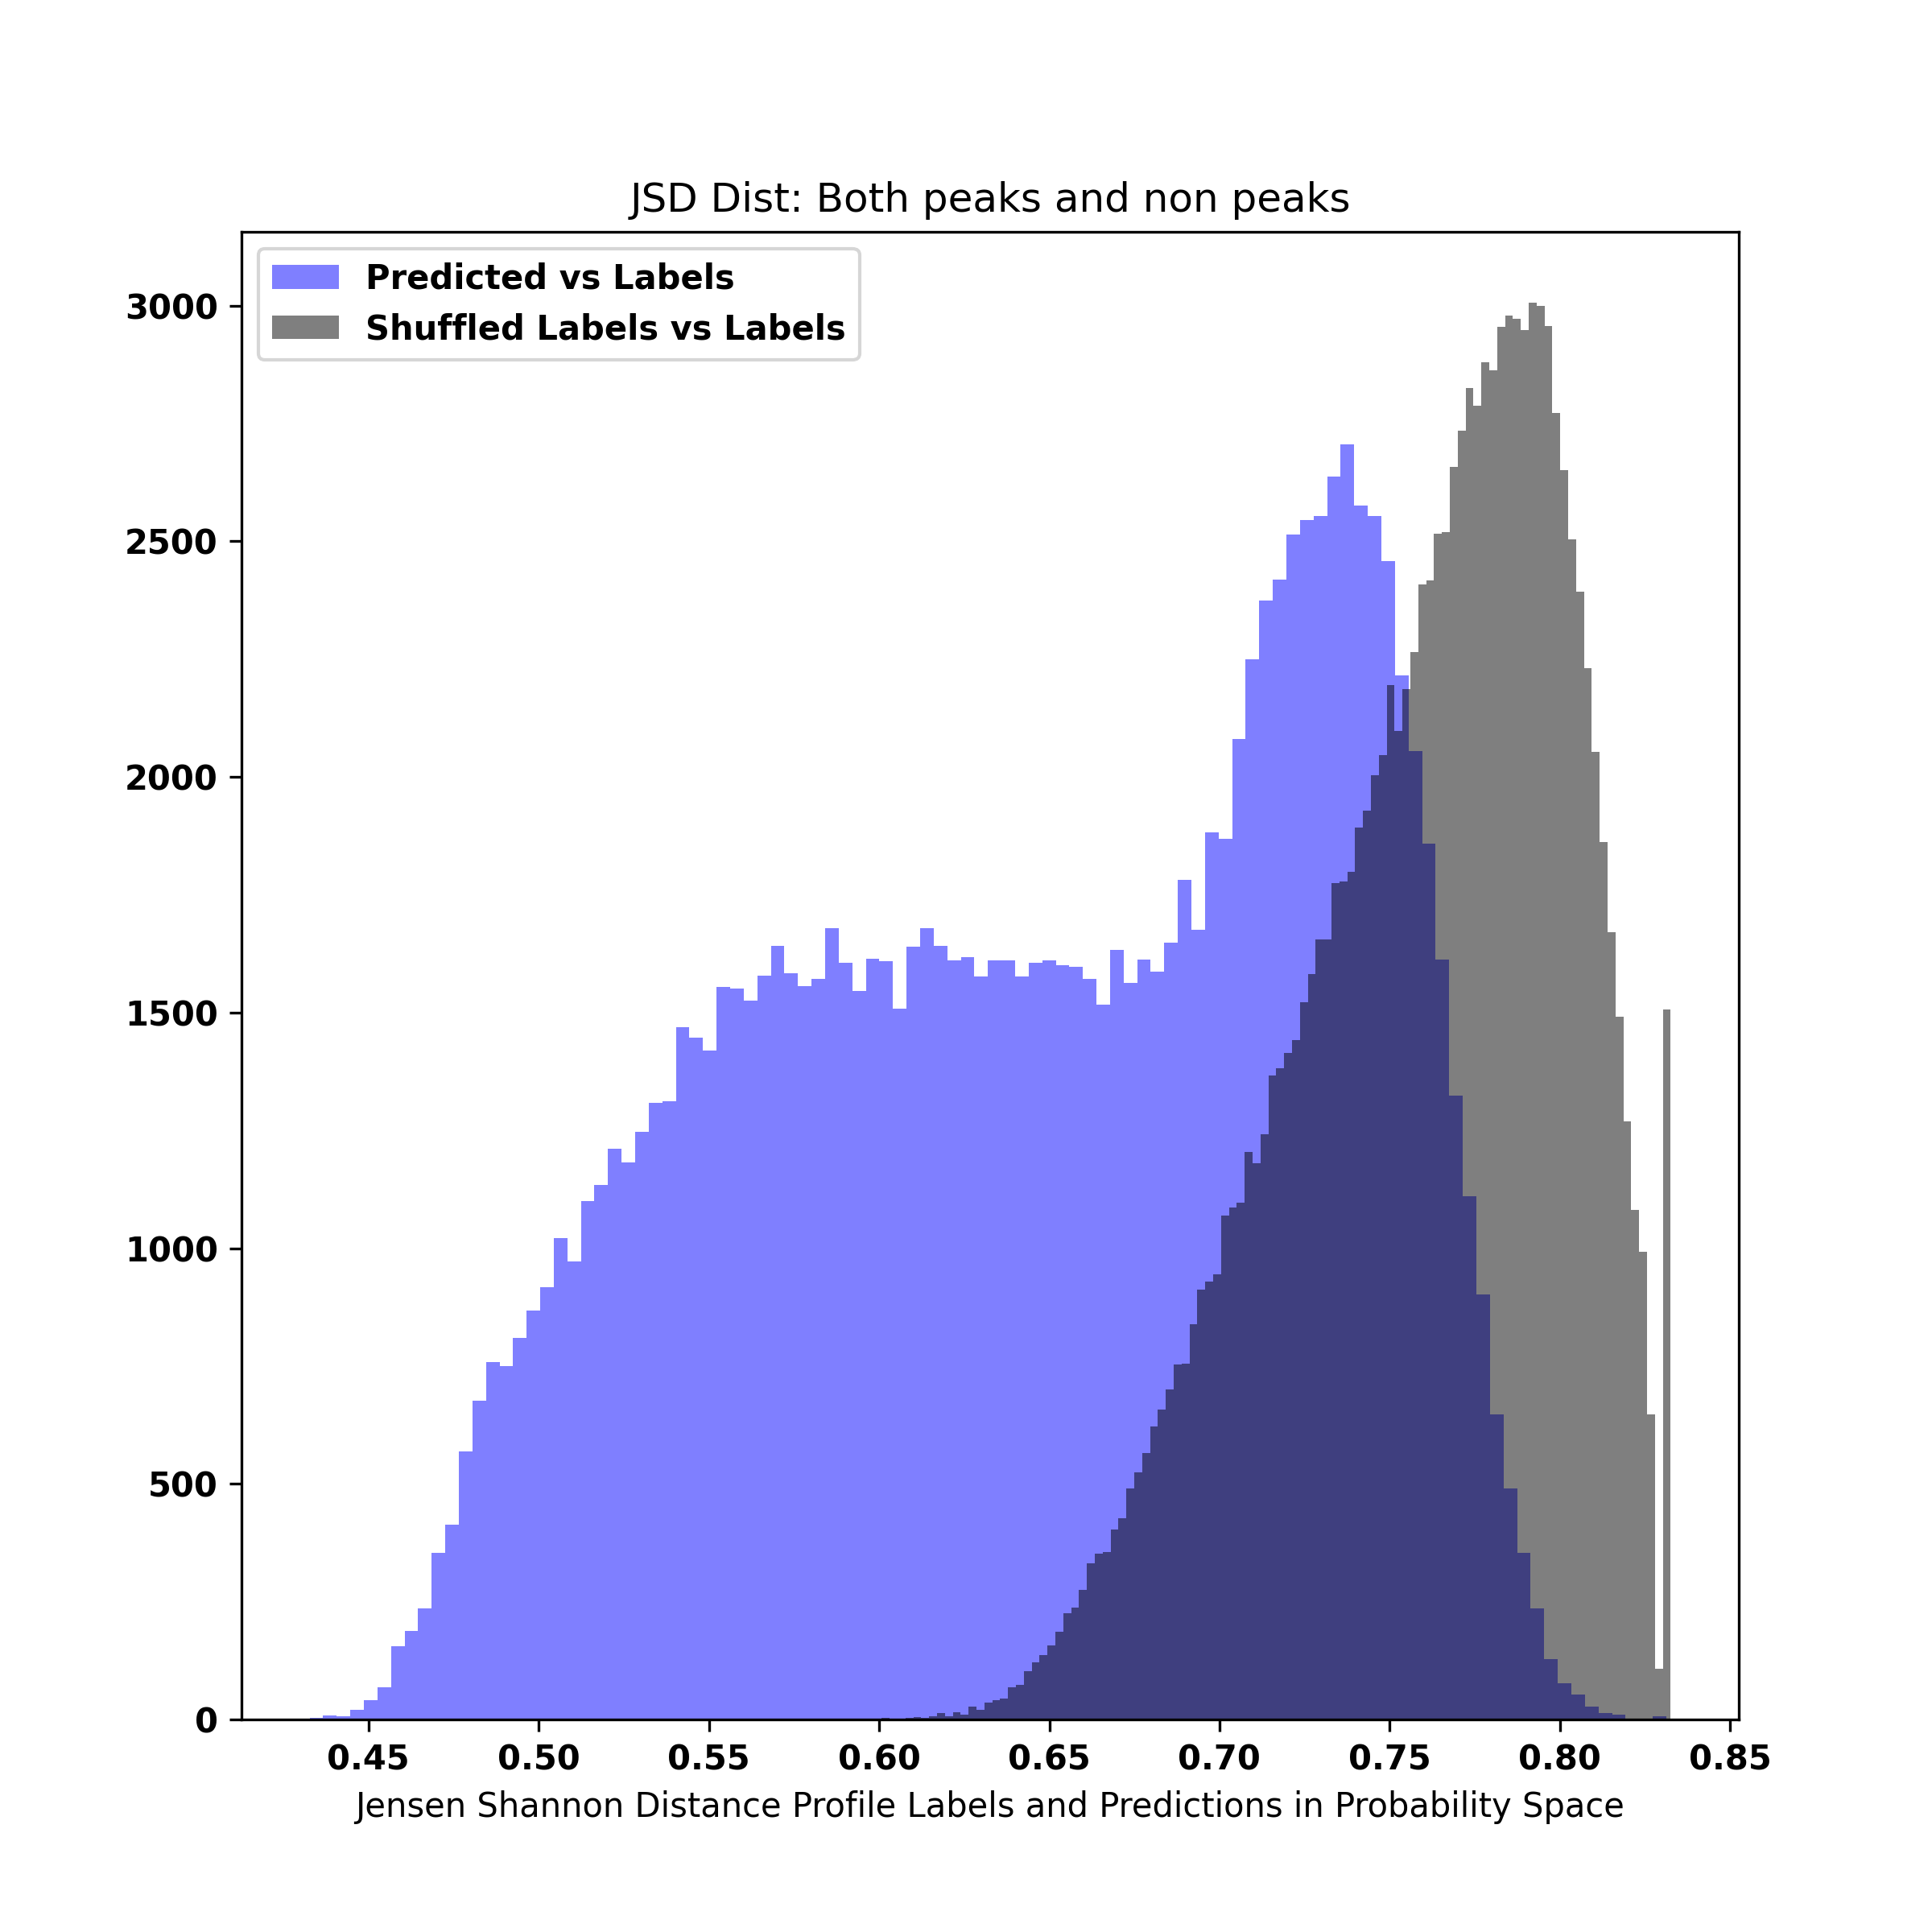 JSD Dist: Both peaks and non peaks
Predicted vs Labels
Shuffled Labels vs Labels
3000
2500
2000
1500
1000
500
0
0.45 0.50 0.55 0.60 0.65 0.70 0.75 0.80 0.85
Jensen Shannon Distance Profile Labels and Predictions in Probability Space